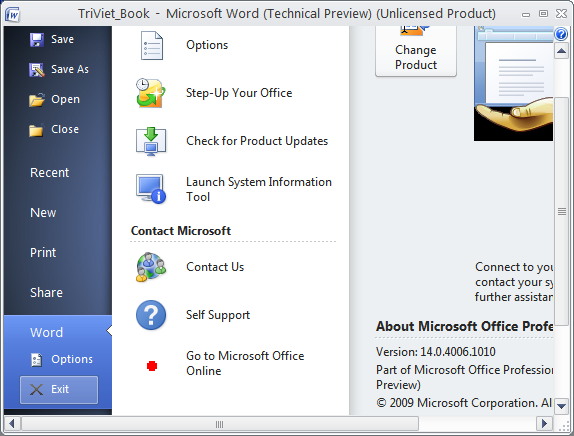 TriViet_Book - Microsoft Word (Technical Preview) (Unlicensed Product)
Save
Save As
Open
Close
Recent
New
Print
Share
Word
Options
Exit
Options
Step-Up Your Office
Check for Product Updates
Launch System Information
Tool
Contact Microsoft
Contact Us
Self Support
Go to Microsoft Office
Online
Change
Product
Connect to you
contact your sy
further assistan
About Microsoft Office Profe
Version: 14.0.4006.1010
Part of Microsoft Office Profession
Preview)
© 2009 Microsoft Corporation. Al